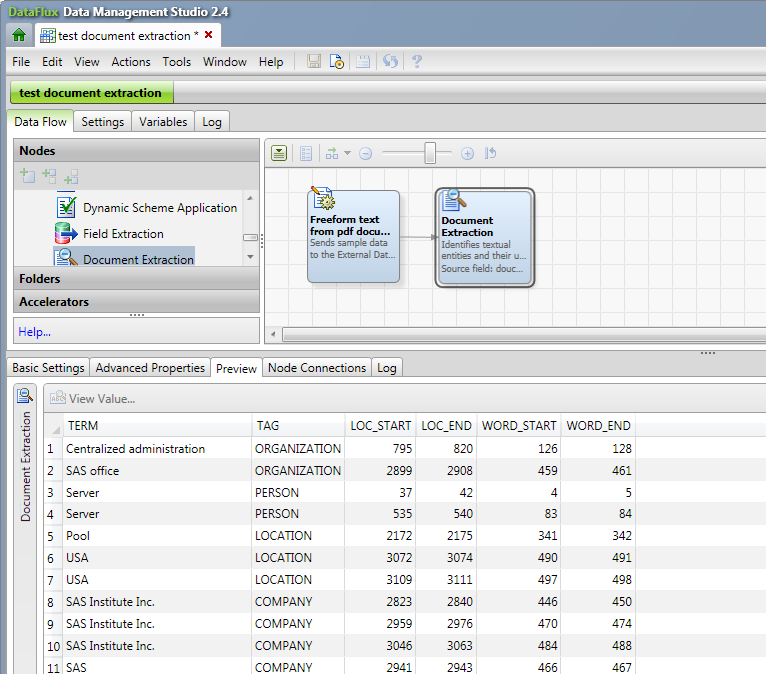 DataFlux Data Management Studio 2.4
test document extraction *
File Edit View Actions Tools Window Help
test document extraction
Data Flow Settings Variables Log
Nodes
Dynamic Scheme Application
Field Extraction
Document Extraction
Folders
Accelerators
Help...
Freeform text
from pdf docu...
Sends sample data
to the External Dat...
Document
Extraction
Identifies textual
entities and their u...
Source field: douc...
Basic Settings Advanced Properties Preview Node Connections Log
Document Extraction
View Value...
TERM TAG LOC_START LOC_END WORD_START WORD_END
1 Centralized administration ORGANIZATION 795 820 126 128
2 SAS office ORGANIZATION 2899 2908 459 461
3 Server PERSON 37 42 4 5
4 Server PERSON 535 540 83 84
5 Pool LOCATION 2172 2175 341 342
6 USA LOCATION 3072 3074 490 491
7 USA LOCATION 3109 3111 497 498
8 SAS Institute Inc. COMPANY 2823 2840 446 450
9 SAS Institute Inc. COMPANY 2959 2976 470 474
10 SAS Institute Inc. COMPANY 3046 3063 484 488
11 SAS COMPANY 2941 2943 466 467